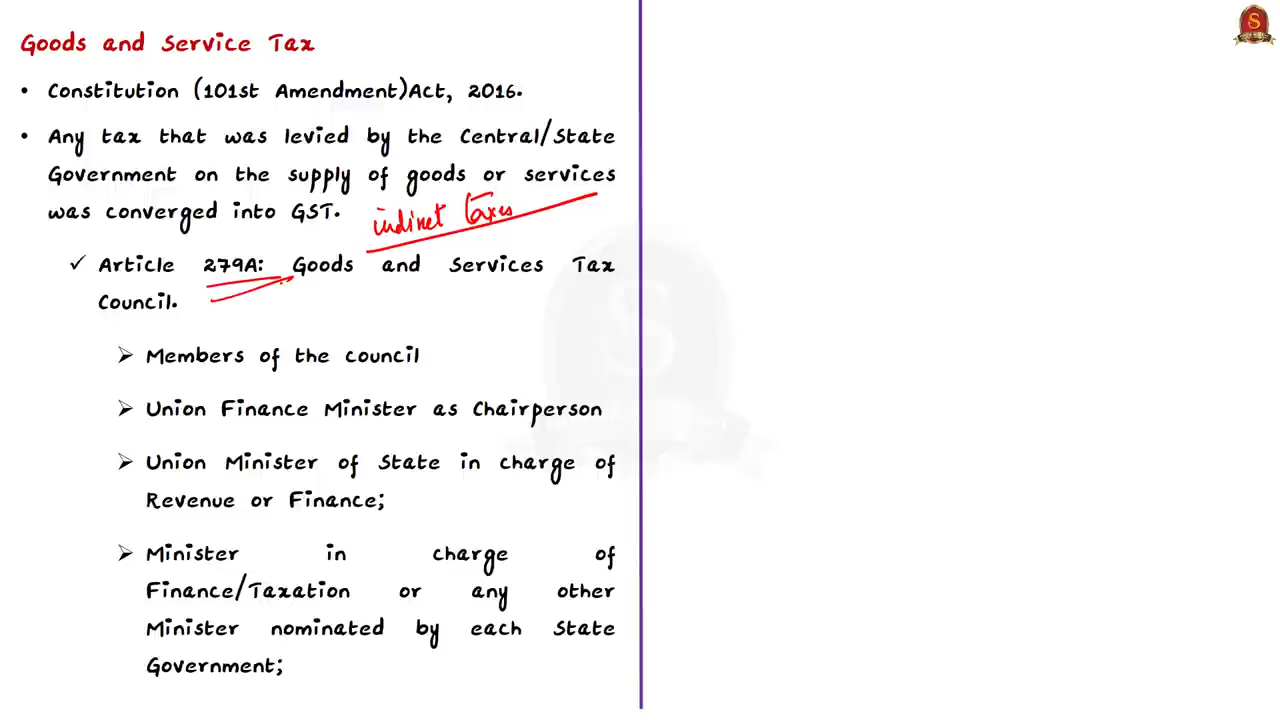 Goods and Service Tax
• Constitution (101st Amendment)Act, 2016.
• Any tax that was levied by the Central/State
Government on the supply of goods or services
was converged into GST.
indirect taxes
✓ Article 279A: Goods and Services Tax
Council.
➢ Members of the council
➢ Union Finance Minister as Chairperson
➢ Union Minister of State in charge of
Revenue or Finance;
➢ Minister in charge of
Finance/Taxation or any other
Minister nominated by each State
Government;
S